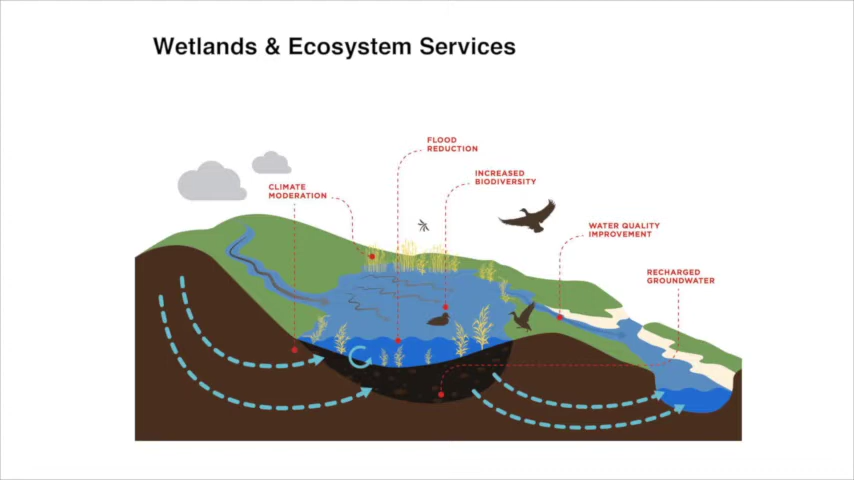 Wetlands & Ecosystem Services
FLOOD
REDUCTION
INCREASED
BIODIVERSITY
CLIMATE
MODERATION
WATER QUALITY
IMPROVEMENT
RECHARGED
GROUNDWATER